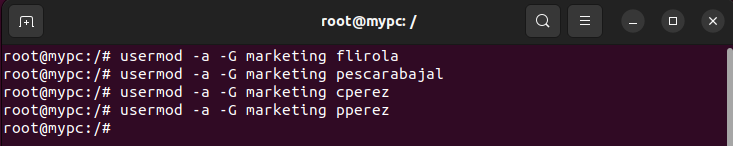 root@mypc: /
root@mypc:/# usermod -a -G marketing flirola
root@mypc:/# usermod -a -G marketing pescarabajal
root@mypc:/# usermod -a -G marketing cperez
root@mypc:/# usermod -a -G marketing pperez
root@mypc:/#